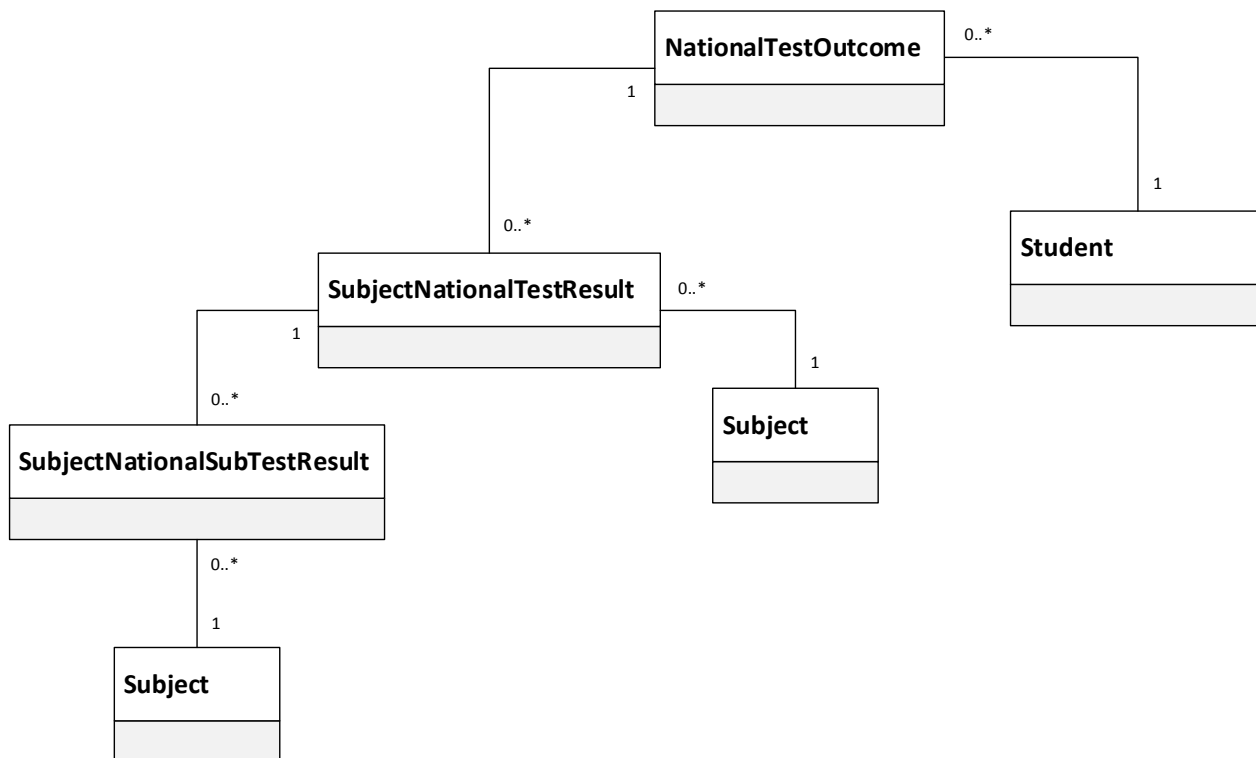 NationalTestOutcome
0..*
1
1
0..*
Student
SubjectNationalTestResult
0..*
1
1
0..*
Subject
SubjectNationalSubTestResult
0..*
1
Subject